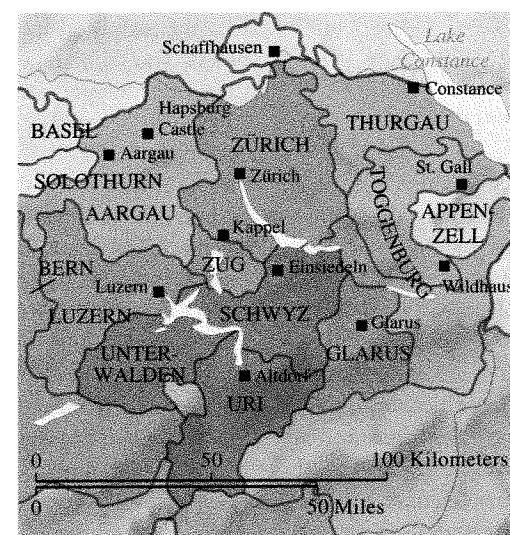 Lake
Constance
Schaffhausen
Constance
Hapsburg
Castle
BASEL
ZÜRICH
THURGAU
Aargau
St. Gall
SOLOTHURN
Zürich
TOGGENBURG
AARGAU
APPEN-
ZELL
Kappel
BERN
ZUG
Einsiedeln
Wildhaus
Luzern
LUZERN
SCHWYZ
Glarus
UNTER-
WALDEN
GLARUS
Altdorf
URI
0 50 100 Kilometers
0 50 Miles